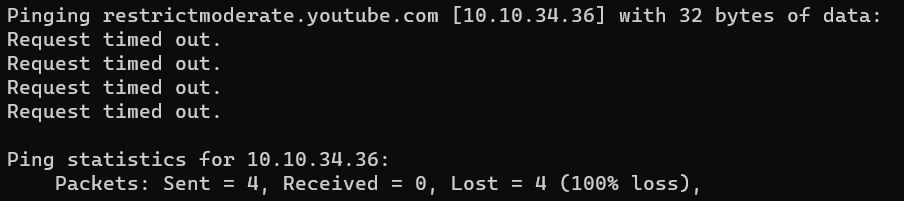 Pinging restrictmoderate.youtube.com [10.10.34.36] with 32 bytes of data:
Request timed out.
Request timed out.
Request timed out.
Request timed out.

Ping statistics for 10.10.34.36:
    Packets: Sent = 4, Received = 0, Lost = 4 (100% loss),